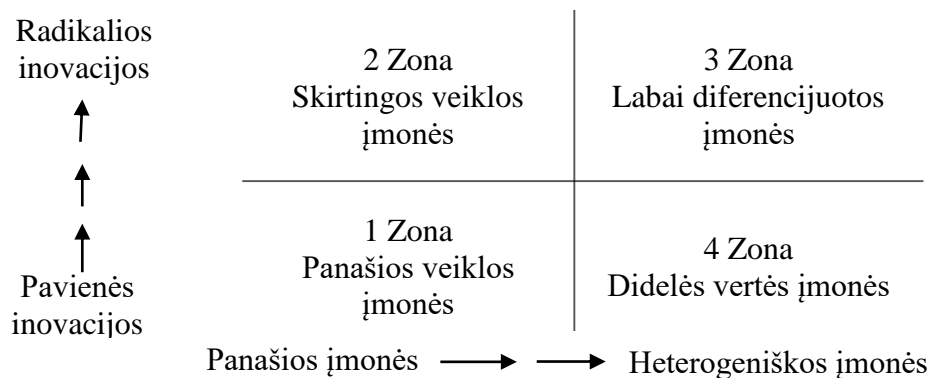 Radikalios
inovacijos
2 Zona
Skirtingos veiklos
įmonės
3 Zona
Labai diferencijuotos
įmonės
1 Zona
Panašios veiklos
įmonės
4 Zona
Didelės vertės įmonės
Pavienės
inovacijos
Panašios įmonės
Heterogeniškos įmonės